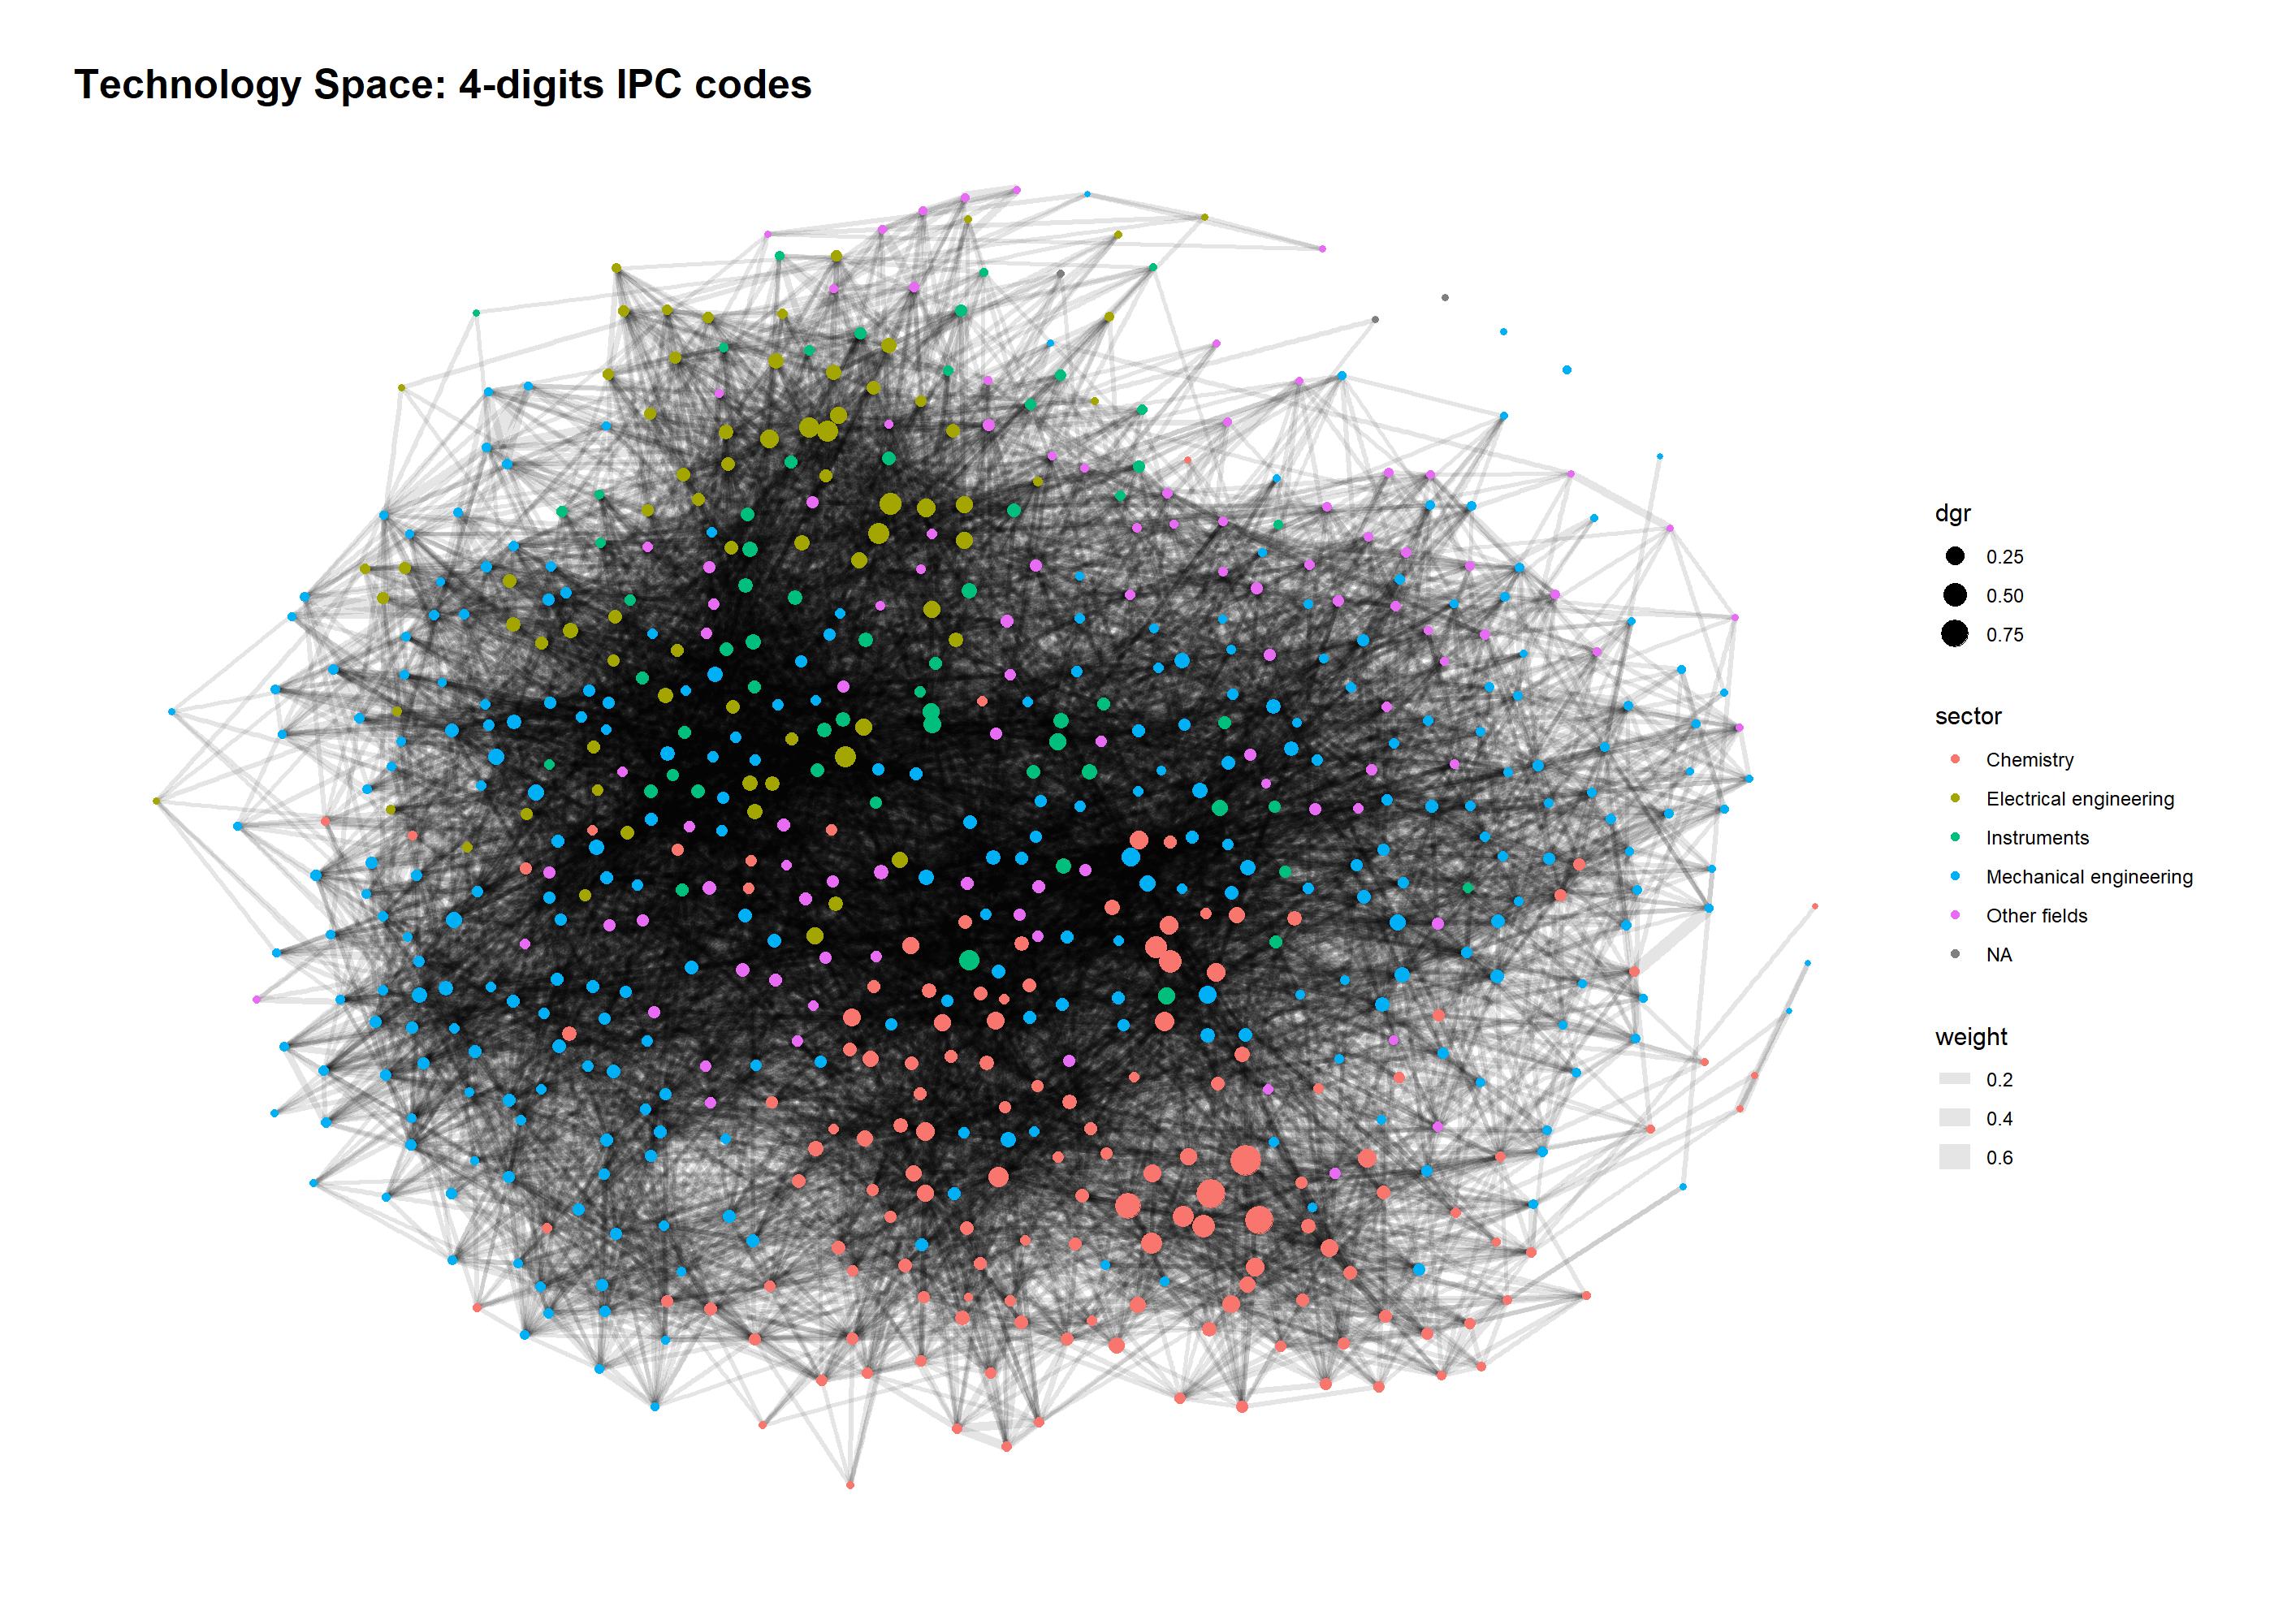 Technology Space: 4-digits IPC codes
dgr
0.25
0.50
0.75
sector
Chemistry
Electrical engineering
Instruments
Mechanical engineering
Other fields
NA
weight
0.2
0.4
0.6